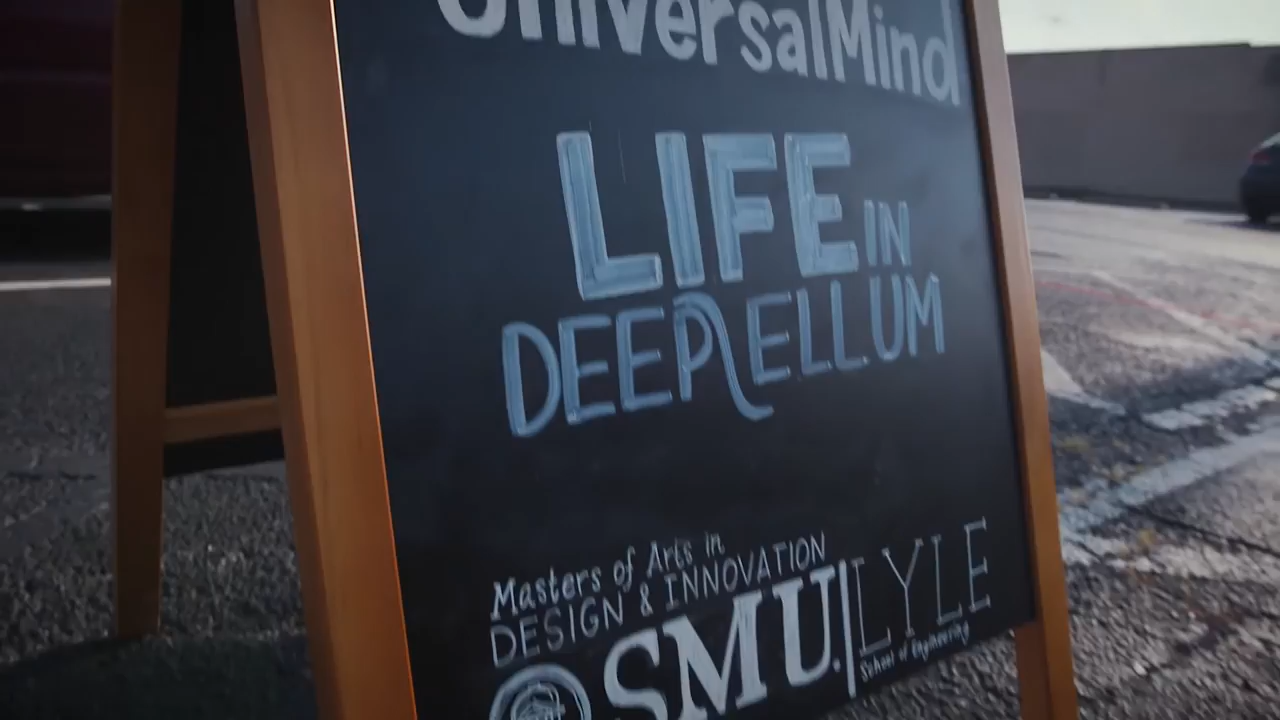 UniversalMind
LIFE IN
DEEP ELLUM
Masters of Arts in
DESIGN & INNOVATION
SMU. LYLE
School of Engineering